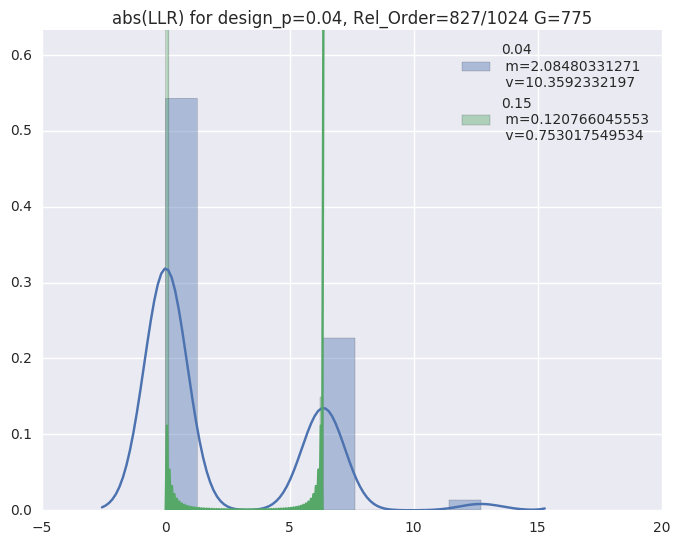 abs(LLR) for design_p=0.04, Rel_Order=827/1024 G=775
0.04
m=2.08480331271
v=10.3592332197
0.15
m=0.120766045553
v=0.753017549534
0.6
0.5
0.4
0.3
0.2
0.1
0.0
−5 0 5 10 15 20